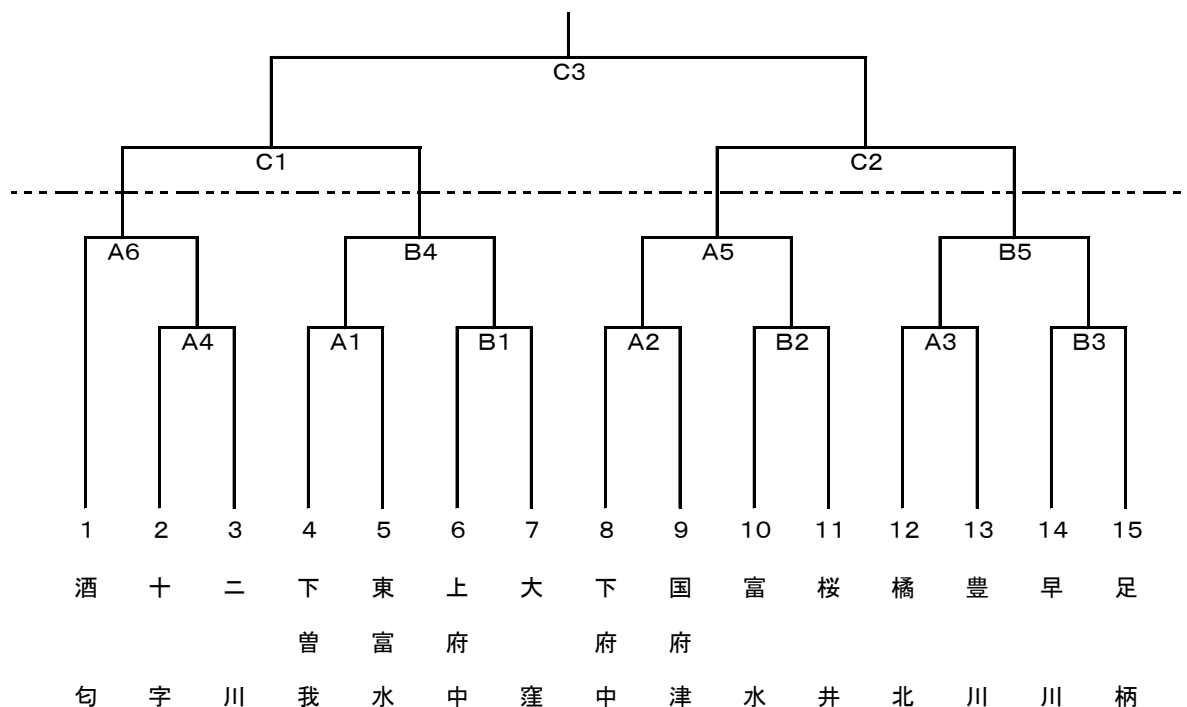 C3
C1 C2
A6 B4 A5 B5
A4 A1 B1 A2 B2 A3 B3
1 2 3 4 5 6 7 8 9 10 11 12 13 14 15
酒匂
十字
二川
下曽我
東富水
上府中
大窪
下府中
国府津
富水
桜井
橘北
豊川
早川
足柄